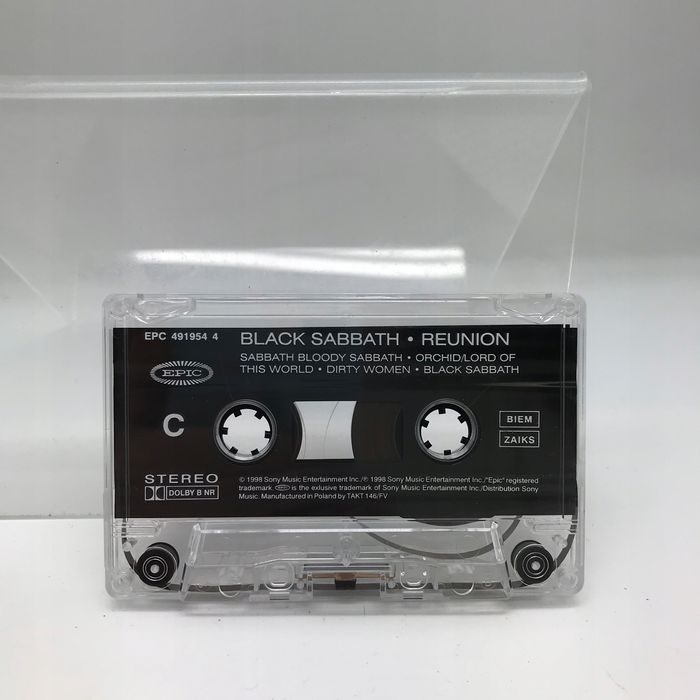 EPC 491954 4
BLACK SABBATH • REUNION
SABBATH BLOODY SABBATH • ORCHID/LORD OF
THIS WORLD • DIRTY WOMEN • BLACK SABBATH
EPIC
C
BIEM
ZAIKS
STEREO
DOLBY B NR
© 1998 Sony Music Entertainment Inc./℗ 1998 Sony Music Entertainment Inc./"Epic" registered
trademark. EPIC is the exlusive trademark of Sony Music Entertainment Inc./Distribution Sony
Music. Manufactured in Poland by TAKT 146/FV